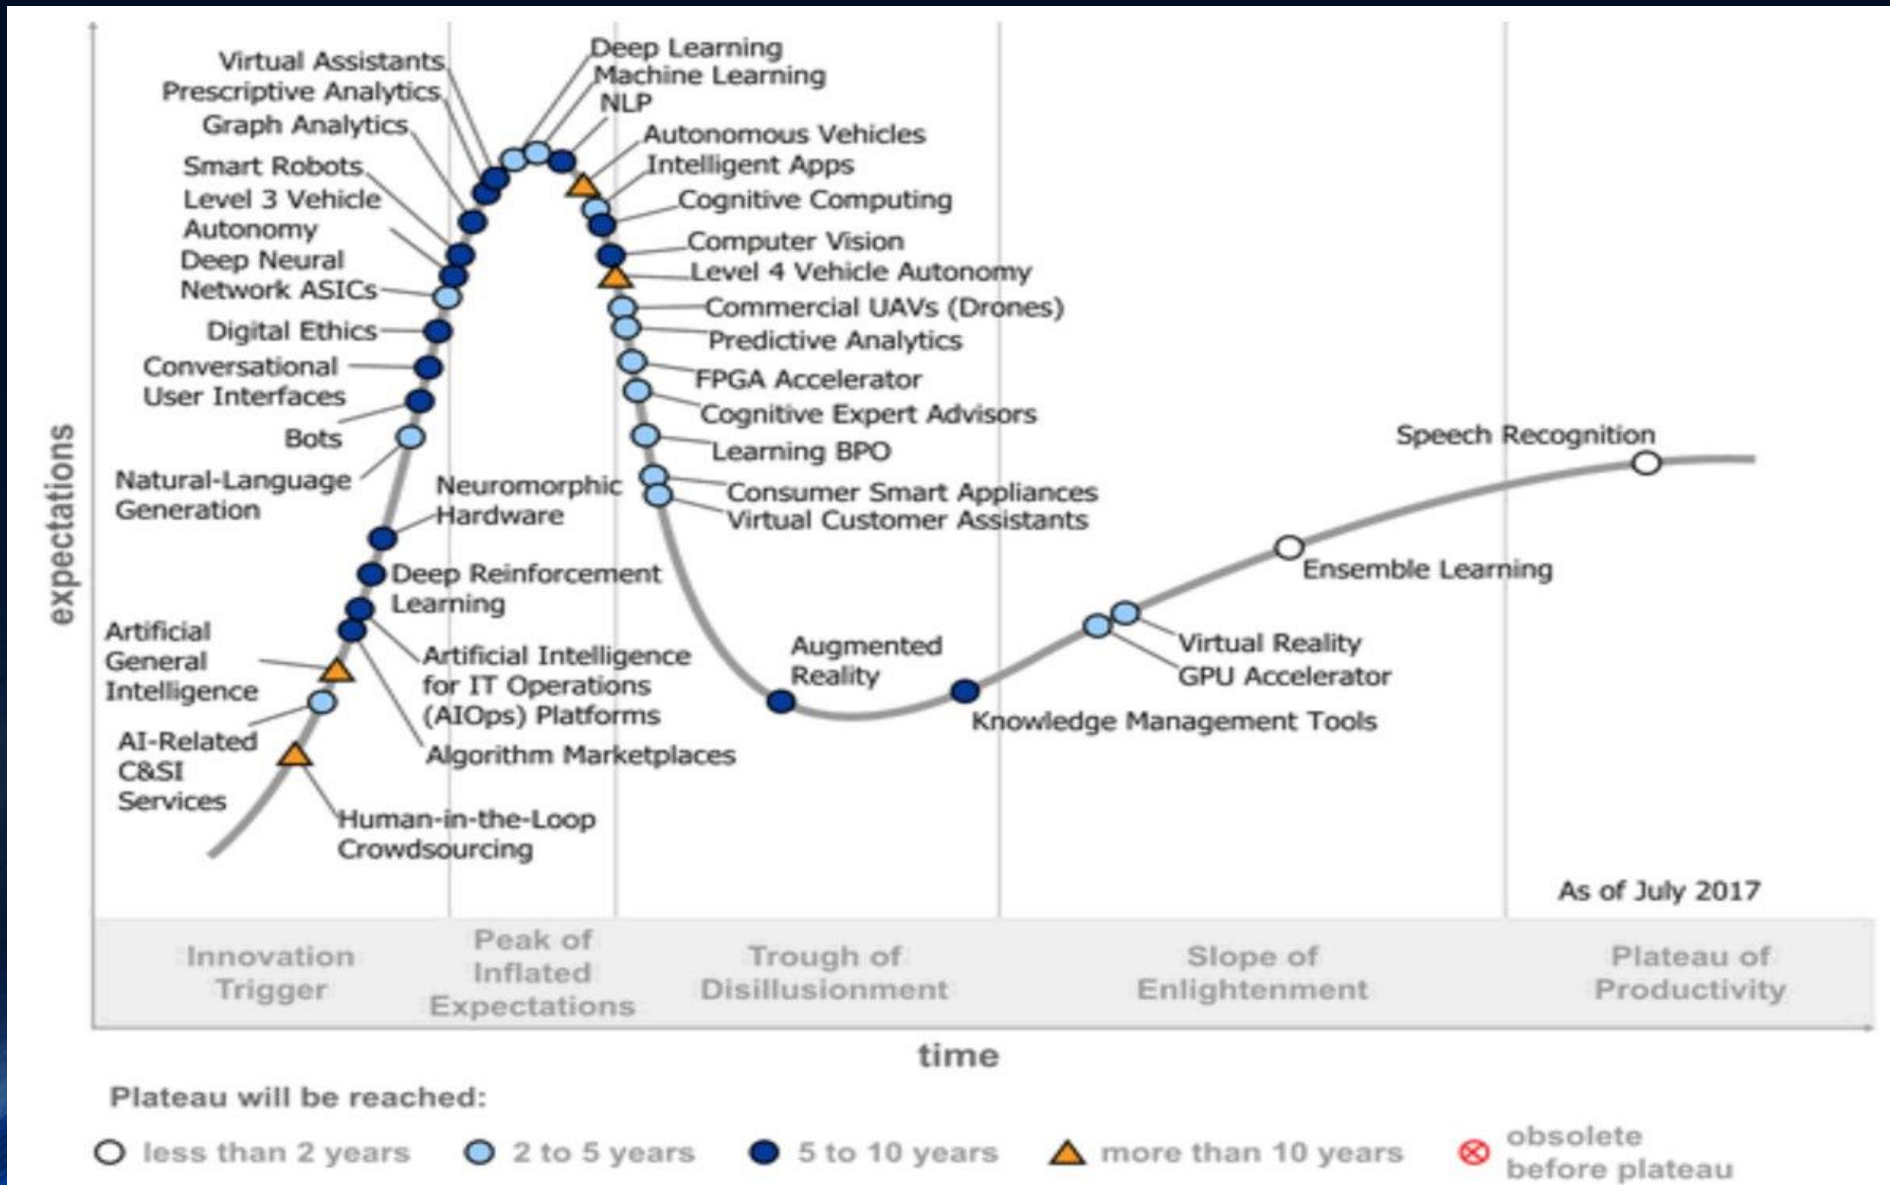 Virtual Assistants
Prescriptive Analytics
Graph Analytics
Smart Robots
Level 3 Vehicle
Autonomy
Deep Neural
Network ASICs
Digital Ethics
Conversational
User Interfaces
Bots
Natural-Language
Generation
Neuromorphic
Hardware
Deep Reinforcement
Learning
Artificial
General
Intelligence
Artificial Intelligence
for IT Operations
(AIOps) Platforms
AI-Related
C&SI
Services
Algorithm Marketplaces
Human-in-the-Loop
Crowdsourcing
Deep Learning
Machine Learning
NLP
Autonomous Vehicles
Intelligent Apps
Cognitive Computing
Computer Vision
Level 4 Vehicle Autonomy
Commercial UAVs (Drones)
Predictive Analytics
FPGA Accelerator
Cognitive Expert Advisors
Learning BPO
Consumer Smart Appliances
Virtual Customer Assistants
Augmented
Reality
Knowledge Management Tools
Virtual Reality
GPU Accelerator
Ensemble Learning
Speech Recognition
expectations
As of July 2017
Innovation
Trigger
Peak of
Inflated
Expectations
Trough of
Disillusionment
Slope of
Enlightenment
Plateau of
Productivity
time
Plateau will be reached:
less than 2 years
2 to 5 years
5 to 10 years
more than 10 years
obsolete
before plateau